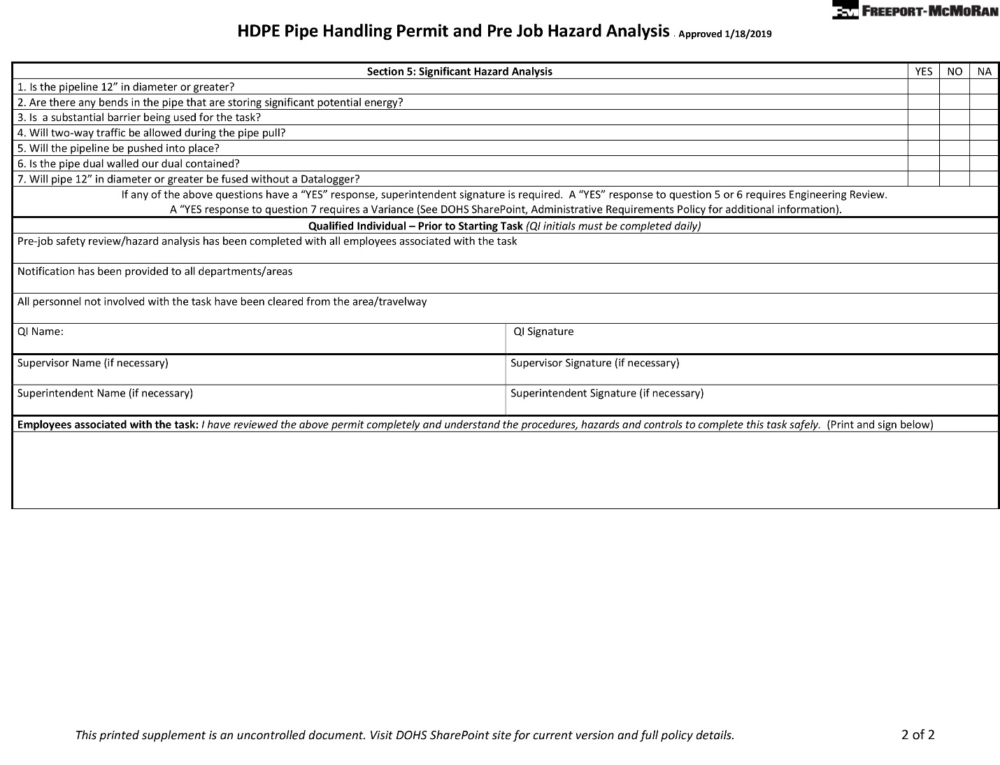 FREEPORT-MCMORAN
HDPE Pipe Handling Permit and Pre Job Hazard Analysis . Approved 1/18/2019
Section 5: Significant Hazard Analysis YES NO NA
1. Is the pipeline 12” in diameter or greater?
2. Are there any bends in the pipe that are storing significant potential energy?
3. Is  a substantial barrier being used for the task?
4. Will two-way traffic be allowed during the pipe pull?
5. Will the pipeline be pushed into place?
6. Is the pipe dual walled our dual contained?
7. Will pipe 12” in diameter or greater be fused without a Datalogger?
If any of the above questions have a “YES” response, superintendent signature is required.  A “YES” response to question 5 or 6 requires Engineering Review.
A “YES response to question 7 requires a Variance (See DOHS SharePoint, Administrative Requirements Policy for additional information).
Qualified Individual – Prior to Starting Task (QI initials must be completed daily)
Pre-job safety review/hazard analysis has been completed with all employees associated with the task
Notification has been provided to all departments/areas
All personnel not involved with the task have been cleared from the area/travelway
QI Name: QI Signature
Supervisor Name (if necessary) Supervisor Signature (if necessary)
Superintendent Name (if necessary) Superintendent Signature (if necessary)
Employees associated with the task: I have reviewed the above permit completely and understand the procedures, hazards and controls to complete this task safely.  (Print and sign below)
This printed supplement is an uncontrolled document. Visit DOHS SharePoint site for current version and full policy details. 2 of 2